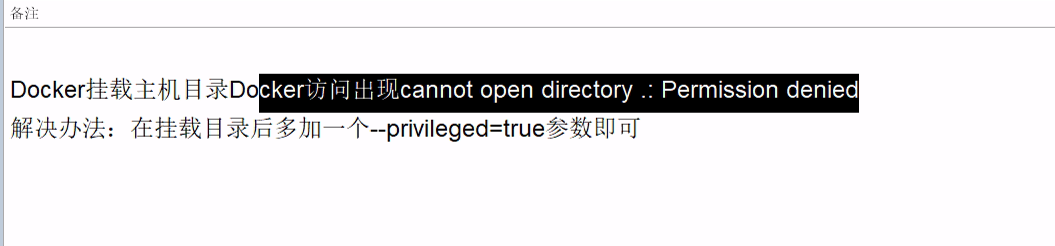 备注
Docker挂载主机目录Docker访问出现cannot open directory .: Permission denied
解决办法：在挂载目录后多加一个--privileged=true参数即可